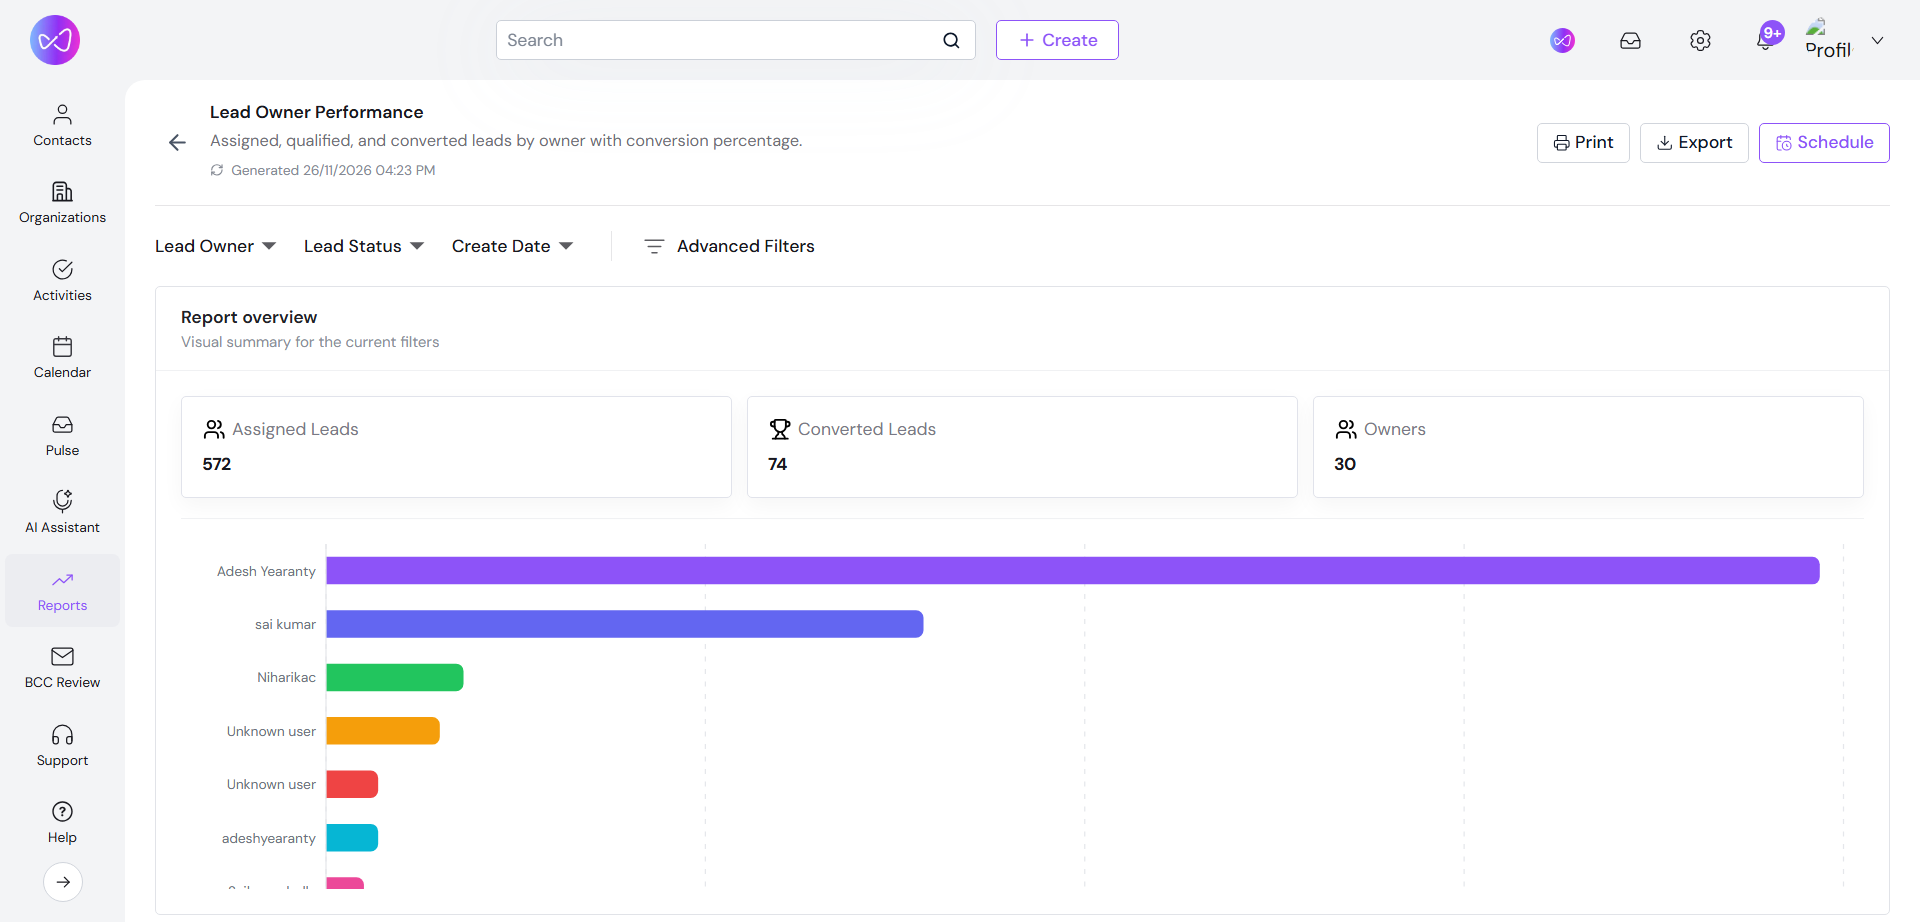 Search
+ Create
9+
Profil
Contacts
Organizations
Activities
Calendar
Pulse
AI Assistant
Reports
BCC Review
Support
Help
Lead Owner Performance
Assigned, qualified, and converted leads by owner with conversion percentage.
Generated 26/11/2026 04:23 PM
Print
Export
Schedule
Lead Owner
Lead Status
Create Date
Advanced Filters
Report overview
Visual summary for the current filters
Assigned Leads
572
Converted Leads
74
Owners
30
Adesh Yearanty
sai kumar
Niharikac
Unknown user
Unknown user
adeshyearanty